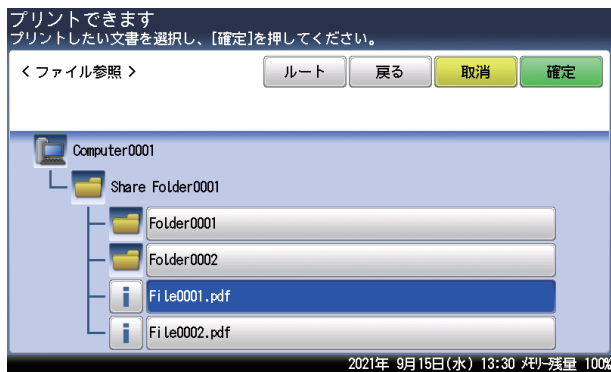 プリントできます
プリントしたい文書を選択し、[確定]を押してください。
<ファイル参照>
ルート 戻る 取消 確定
Computer0001
Share Folder0001
Folder0001
Folder0002
File0001.pdf
File0002.pdf
2021年 9月15日(水) 13:30 ﾒﾓﾘｰ残量 100%